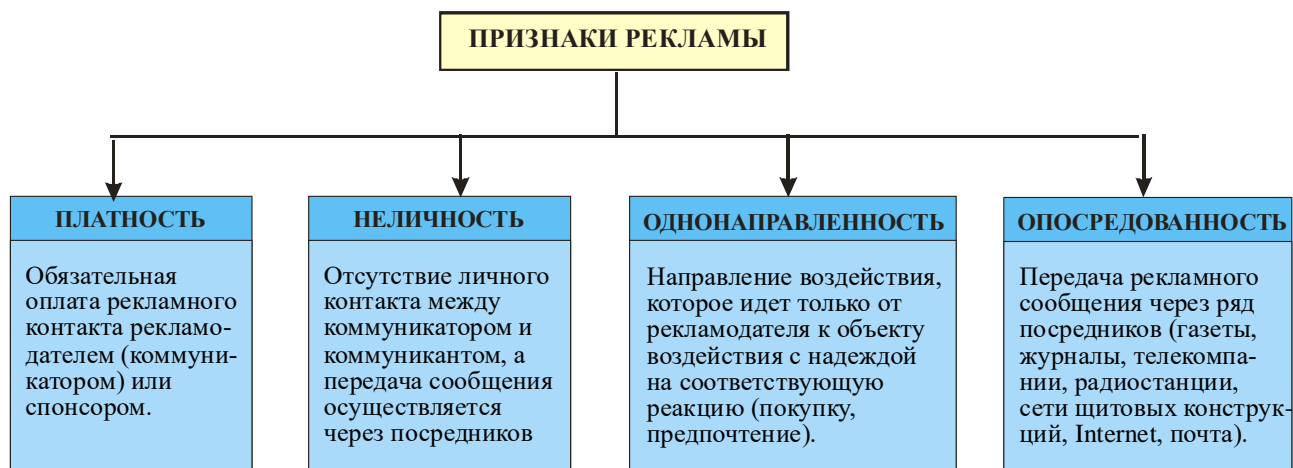 ПРИЗНАКИ РЕКЛАМЫ
ПЛАТНОСТЬ
Обязательная
оплата рекламного
контакта рекламо-
дателем (коммуни-
катором) или
спонсором.
НЕЛИЧНОСТЬ
Отсутствие личного
контакта между
коммуникатором и
коммуникантом, а
передача сообщения
осуществляется
через посредников
ОДНОНАПРАВЛЕННОСТЬ
Направление воздействия,
которое идет только от
рекламодателя к объекту
воздействия с надеждой
на соответствующую
реакцию (покупку,
предпочтение).
ОПОСРЕДОВАННОСТЬ
Передача рекламного
сообщения через ряд
посредников (газеты,
журналы, телекомпа-
нии, радиостанции,
сети щитовых конструк-
ций, Internet, почта).